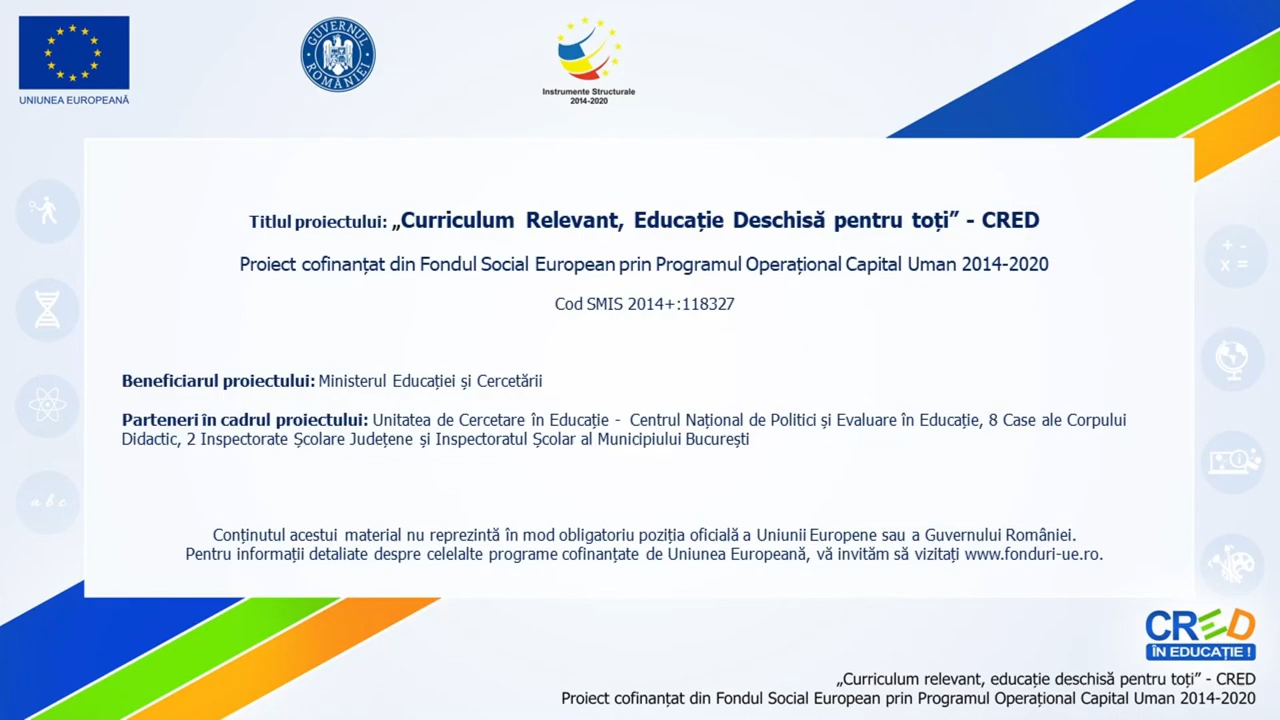 UNIUNEA EUROPEANĂ
GUVERNUL ROMÂNIEI
Instrumente Structurale
2014-2020
Titlul proiectului: „Curriculum Relevant, Educație Deschisă pentru toți” - CRED
Proiect cofinanțat din Fondul Social European prin Programul Operațional Capital Uman 2014-2020
Cod SMIS 2014+:118327
Beneficiarul proiectului: Ministerul Educației și Cercetării
Parteneri în cadrul proiectului: Unitatea de Cercetare în Educație - Centrul Național de Politici și Evaluare în Educație, 8 Case ale Corpului
Didactic, 2 Inspectorate Școlare Județene și Inspectoratul Școlar al Municipiului București
a b c
+ -
x =
Conținutul acestui material nu reprezintă în mod obligatoriu poziția oficială a Uniunii Europene sau a Guvernului României.
Pentru informații detaliate despre celelalte programe cofinanțate de Uniunea Europeană, vă invităm să vizitați www.fonduri-ue.ro.
CRED
ÎN EDUCAȚIE !
„Curriculum relevant, educație deschisă pentru toți” - CRED
Proiect cofinanțat din Fondul Social European prin Programul Operațional Capital Uman 2014-2020